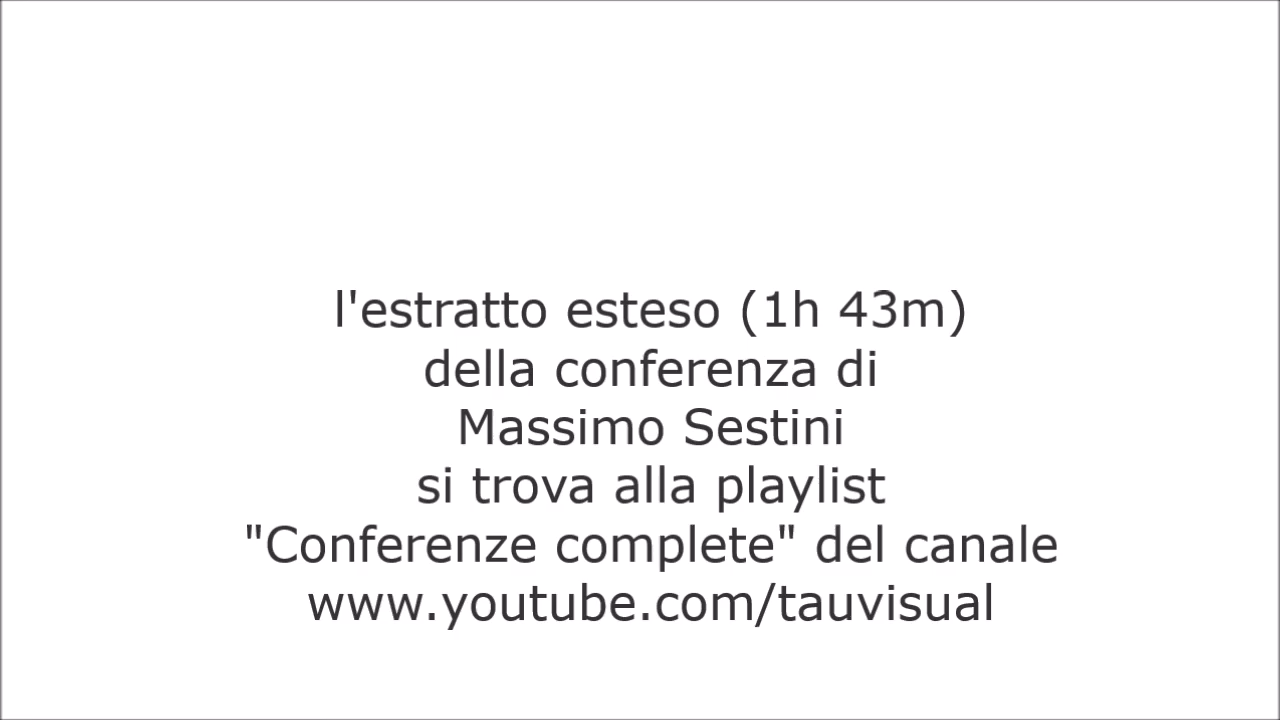 l'estratto esteso (1h 43m)
della conferenza di
Massimo Sestini
si trova alla playlist
"Conferenze complete" del canale
www.youtube.com/tauvisual